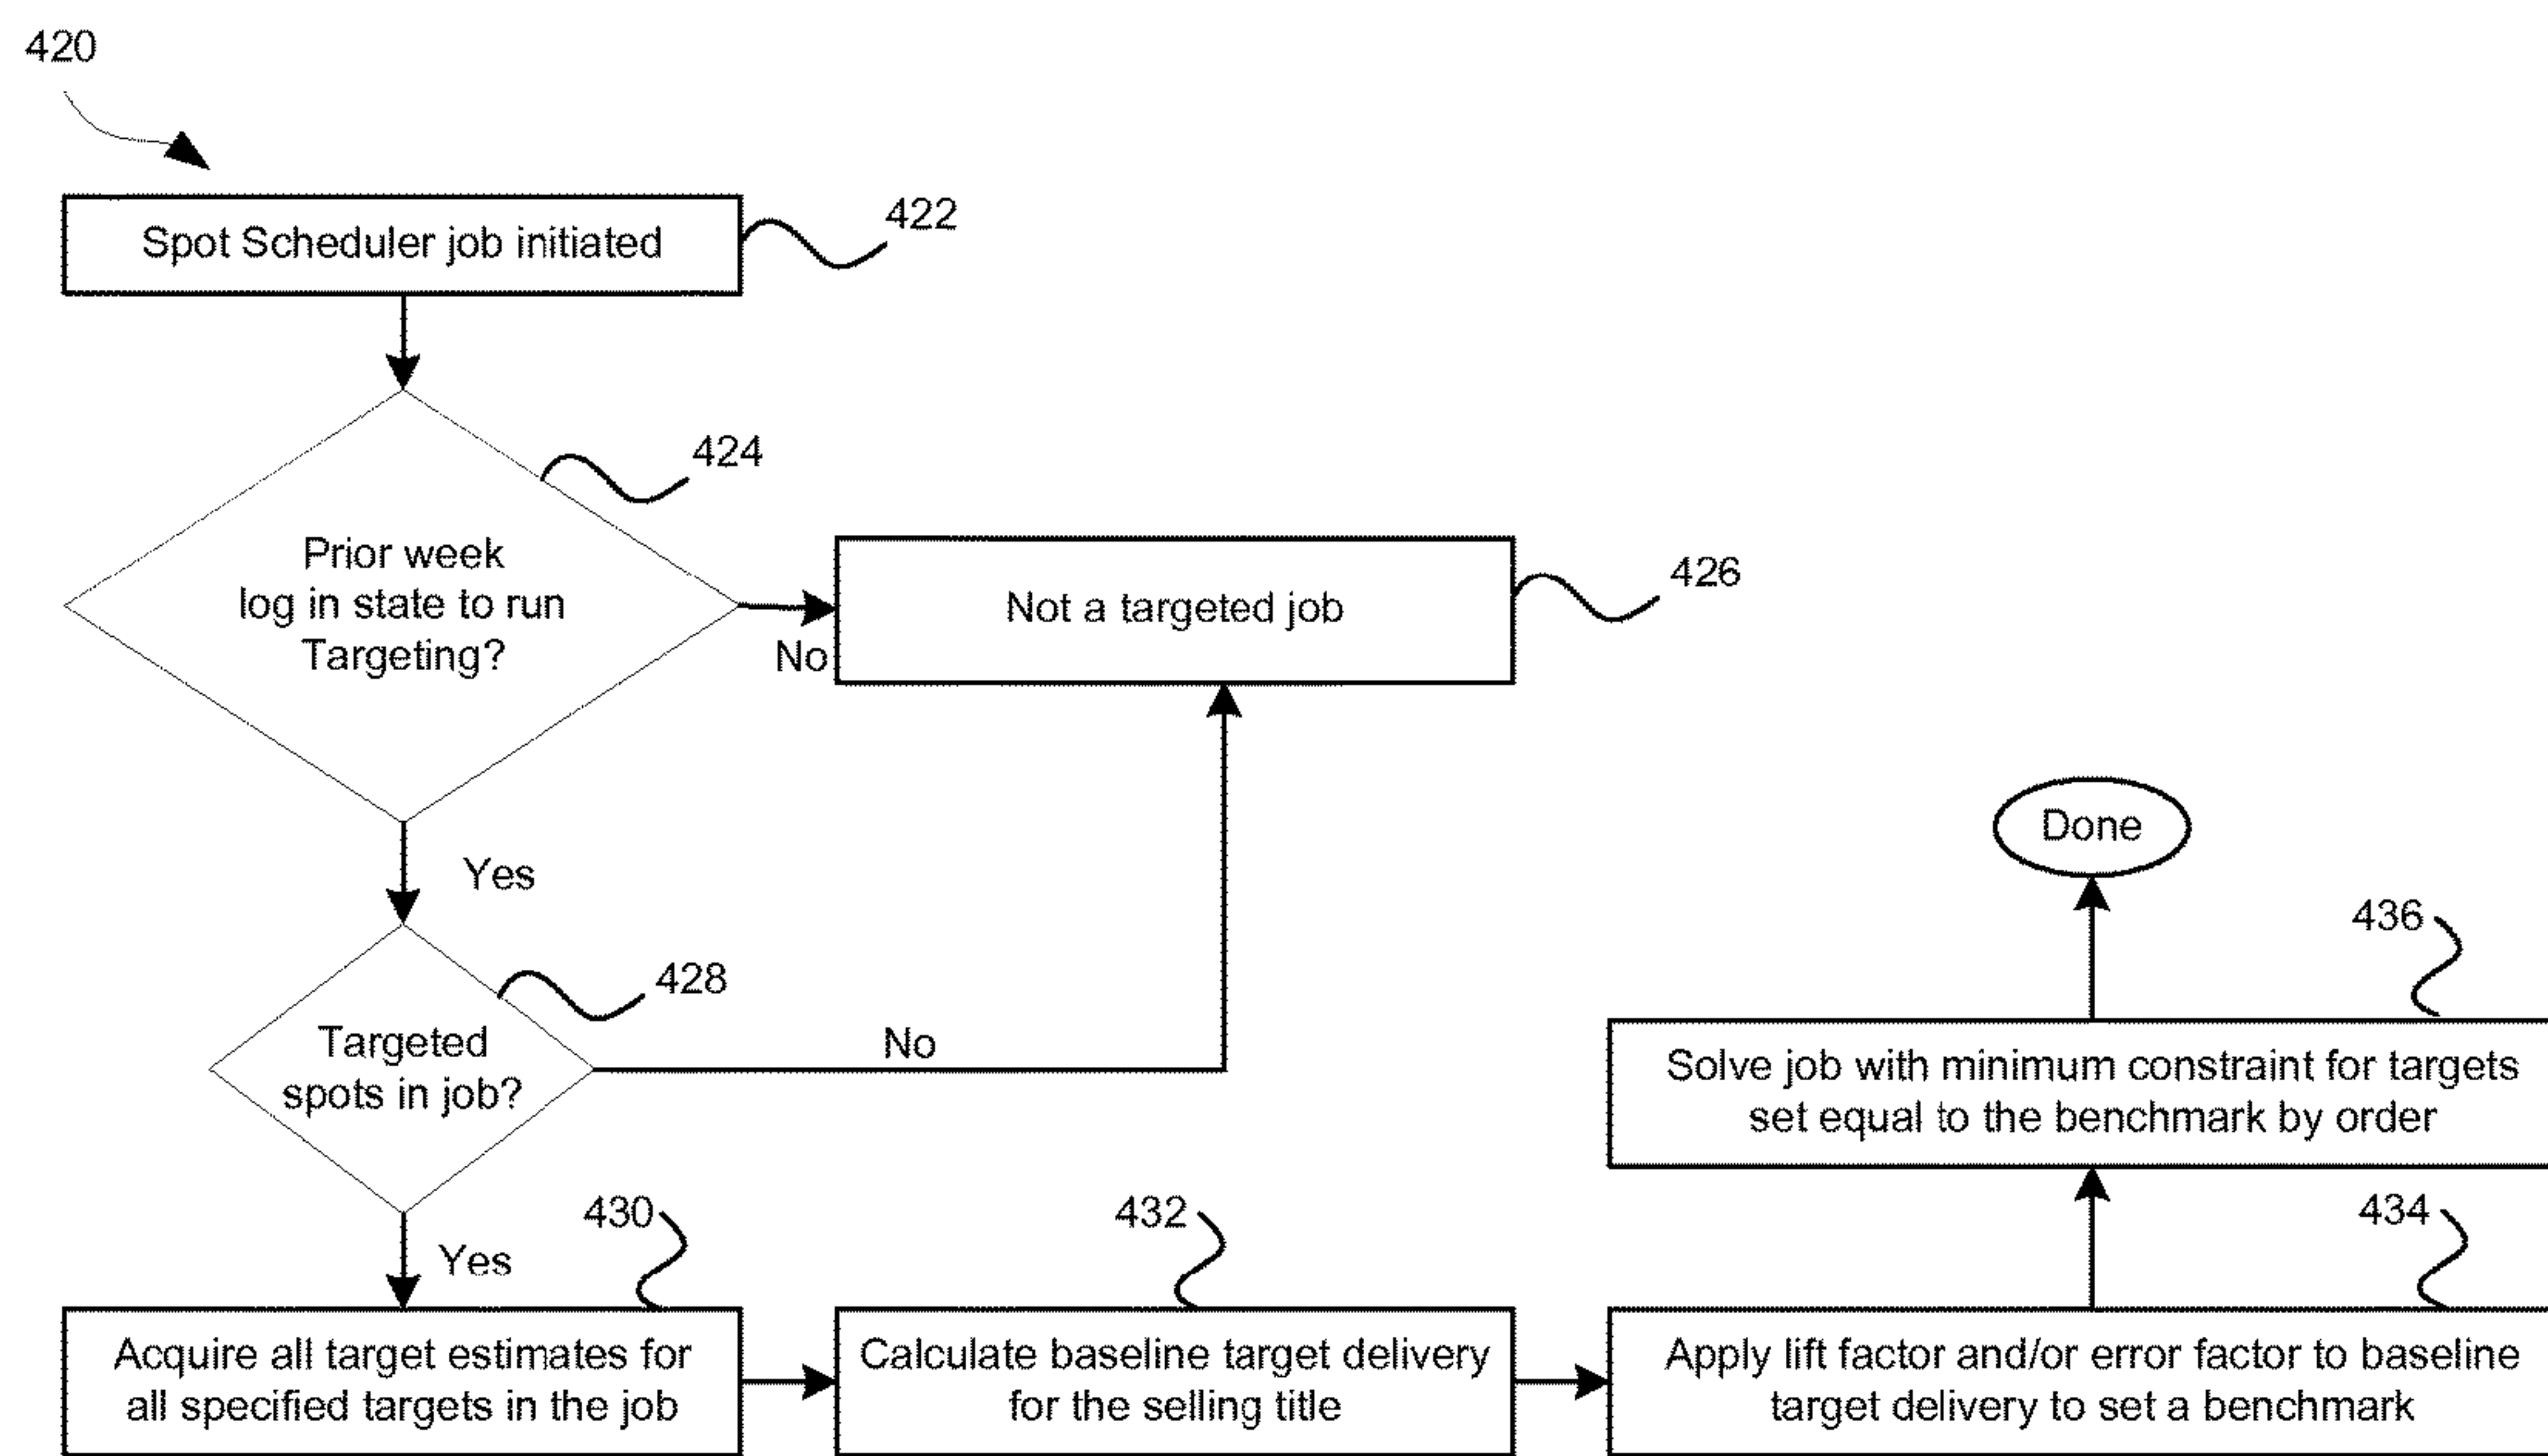 420
Spot Scheduler job initiated
422
424
Prior week
log in state to run
Targeting?
No
Not a targeted job
426
Yes
428
Targeted
spots in job?
No
Yes
430
Acquire all target estimates for
all specified targets in the job
432
Calculate baseline target delivery
for the selling title
434
Apply lift factor and/or error factor to baseline
target delivery to set a benchmark
436
Solve job with minimum constraint for targets
set equal to the benchmark by order
Done